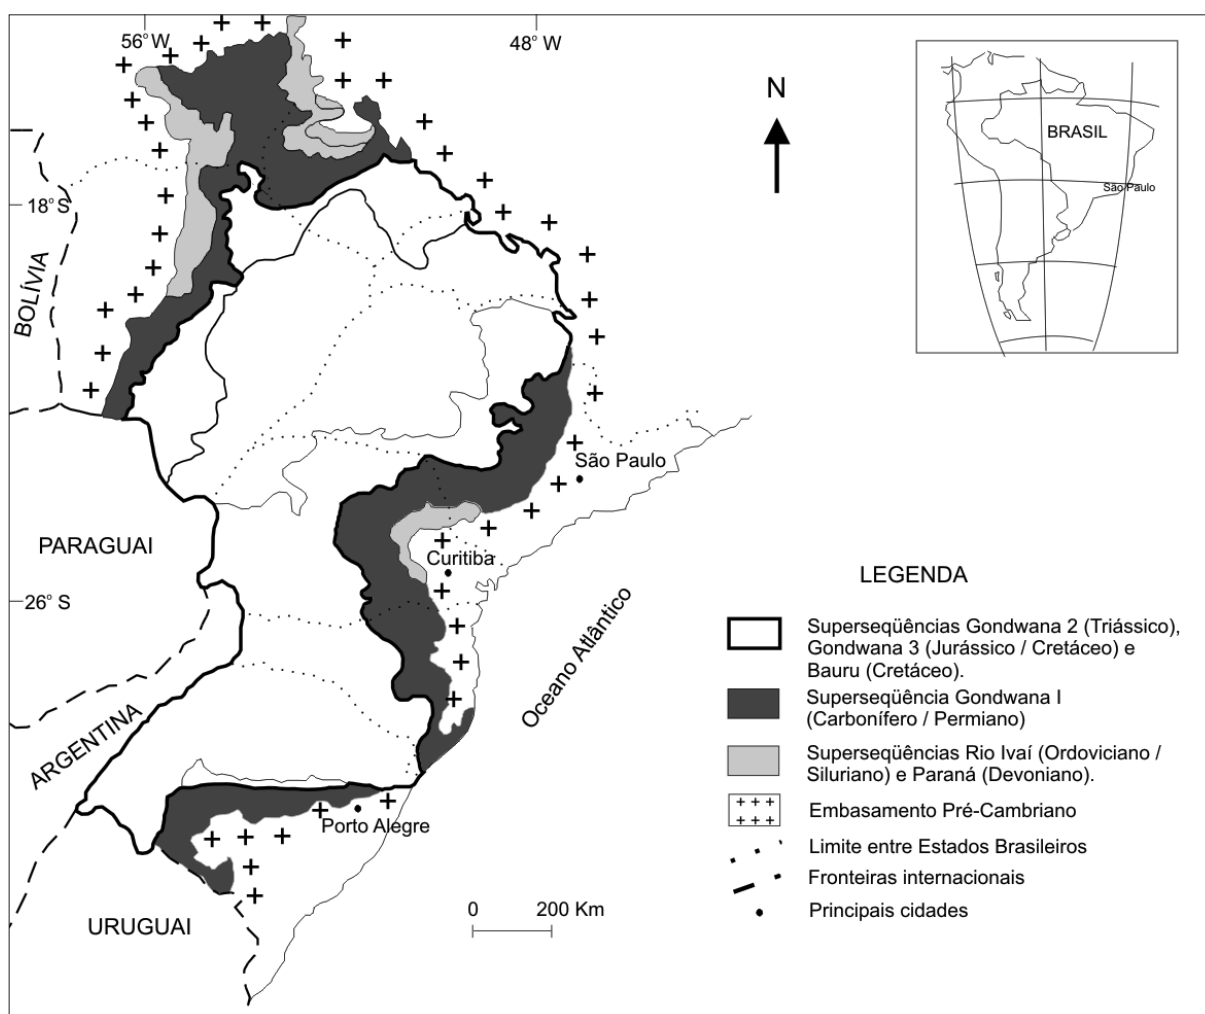 56° W
48° W
N
BRASIL
São Paulo
18° S
BOLÍVIA
São Paulo
PARAGUAI
Curitiba
26° S
Oceano Atlântico
ARGENTINA
Porto Alegre
URUGUAI
0 200 Km
LEGENDA
Superseqüências Gondwana 2 (Triássico),
Gondwana 3 (Jurássico / Cretáceo) e
Bauru (Cretáceo).
Superseqüência Gondwana I
(Carbonífero / Permiano)
Superseqüências Rio Ivaí (Ordoviciano /
Siluriano) e Paraná (Devoniano).
Embasamento Pré-Cambriano
Limite entre Estados Brasileiros
Fronteiras internacionais
Principais cidades